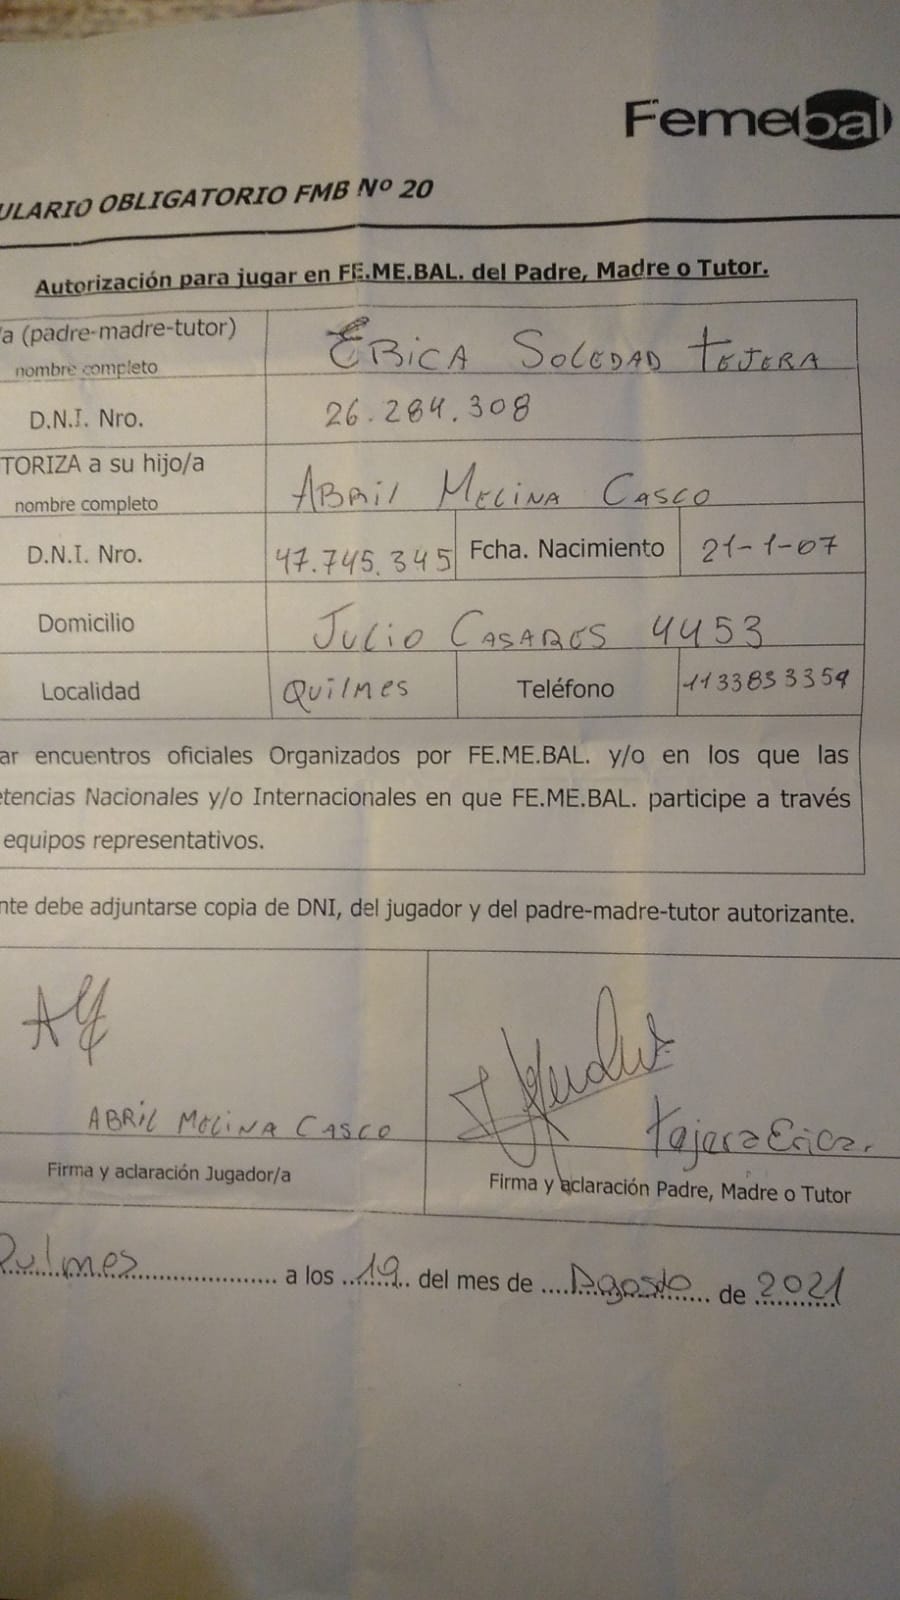 Femebal
ULARIO OBLIGATORIO FMB Nº 20
Autorización para jugar en FE.ME.BAL. del Padre, Madre o Tutor.
/a (padre-madre-tutor)
nombre completo
ERICA SOLEDAD TEJERA
D.N.I. Nro. 26.284.308
TORIZA a su hijo/a
nombre completo
ABRIL MELINA CASCO
D.N.I. Nro. 47.745.345 Fcha. Nacimiento 21-1-07
Domicilio JULIO CASARES 4453
Localidad QUILMES Teléfono 1133833359
ar encuentros oficiales Organizados por FE.ME.BAL. y/o en los que las
etencias Nacionales y/o Internacionales en que FE.ME.BAL. participe a través
equipos representativos.
nte debe adjuntarse copia de DNI, del jugador y del padre-madre-tutor autorizante.
ABRIL MELINA CASCO
Tejera Erica.
Firma y aclaración Jugador/a
Firma y aclaración Padre, Madre o Tutor
Quilmes a los 19 del mes de Agosto de 2021